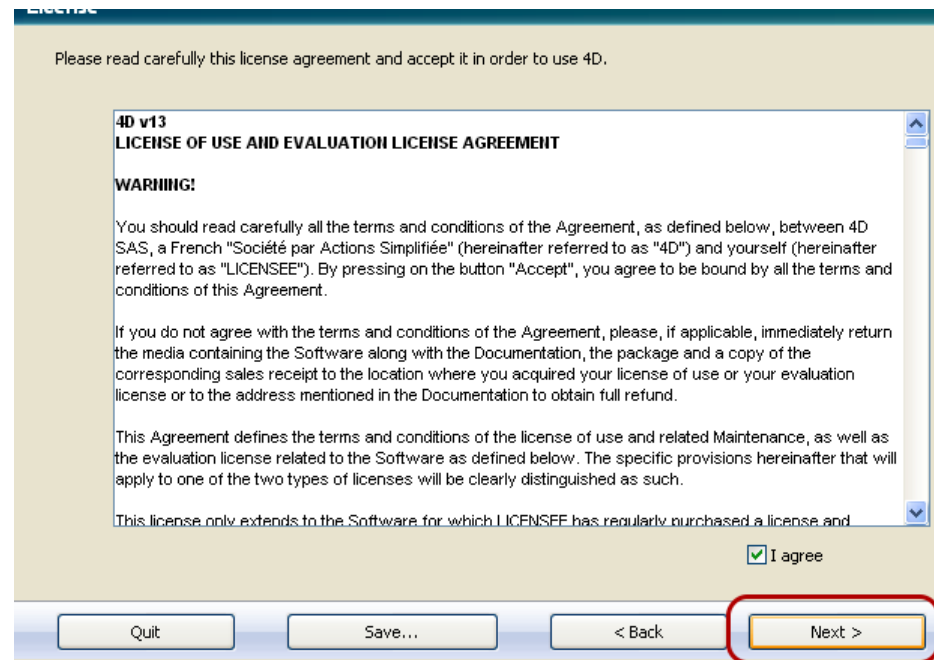 License
Please read carefully this license agreement and accept it in order to use 4D.
4D v13
LICENSE OF USE AND EVALUATION LICENSE AGREEMENT
WARNING!
You should read carefully all the terms and conditions of the Agreement, as defined below, between 4D
SAS, a French "Société par Actions Simplifiée" (hereinafter referred to as "4D") and yourself (hereinafter
referred to as "LICENSEE"). By pressing on the button "Accept", you agree to be bound by all the terms and
conditions of this Agreement.
If you do not agree with the terms and conditions of the Agreement, please, if applicable, immediately return
the media containing the Software along with the Documentation, the package and a copy of the
corresponding sales receipt to the location where you acquired your license of use or your evaluation
license or to the address mentioned in the Documentation to obtain full refund.
This Agreement defines the terms and conditions of the license of use and related Maintenance, as well as
the evaluation license related to the Software as defined below. The specific provisions hereinafter that will
apply to one of the two types of licenses will be clearly distinguished as such.
This license only extends to the Software for which LICENSEE has regularly purchased a license and
I agree
Quit
Save...
< Back
Next >